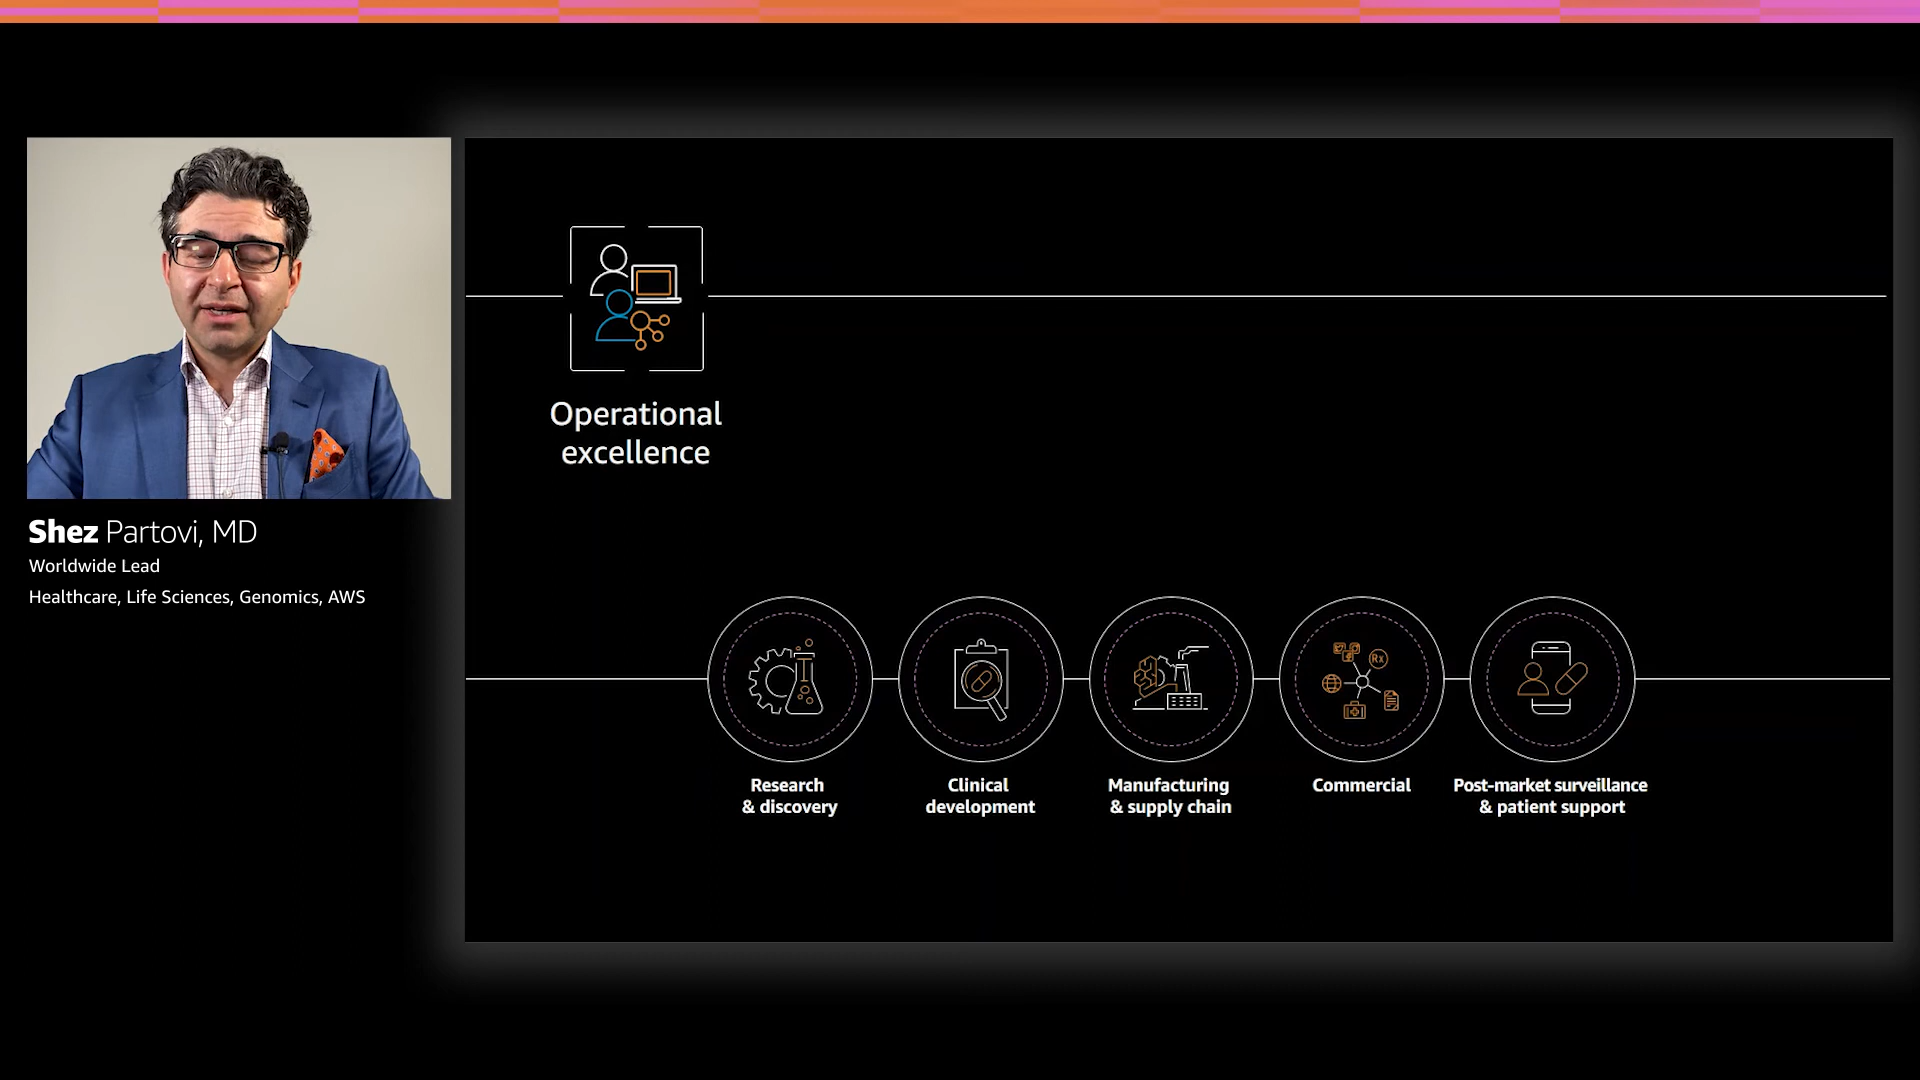 Operational
excellence
Shez Partovi, MD
Worldwide Lead
Healthcare, Life Sciences, Genomics, AWS
Rx
Research
& discovery
Clinical
development
Manufacturing
& supply chain
Commercial
Post-market surveillance
& patient support